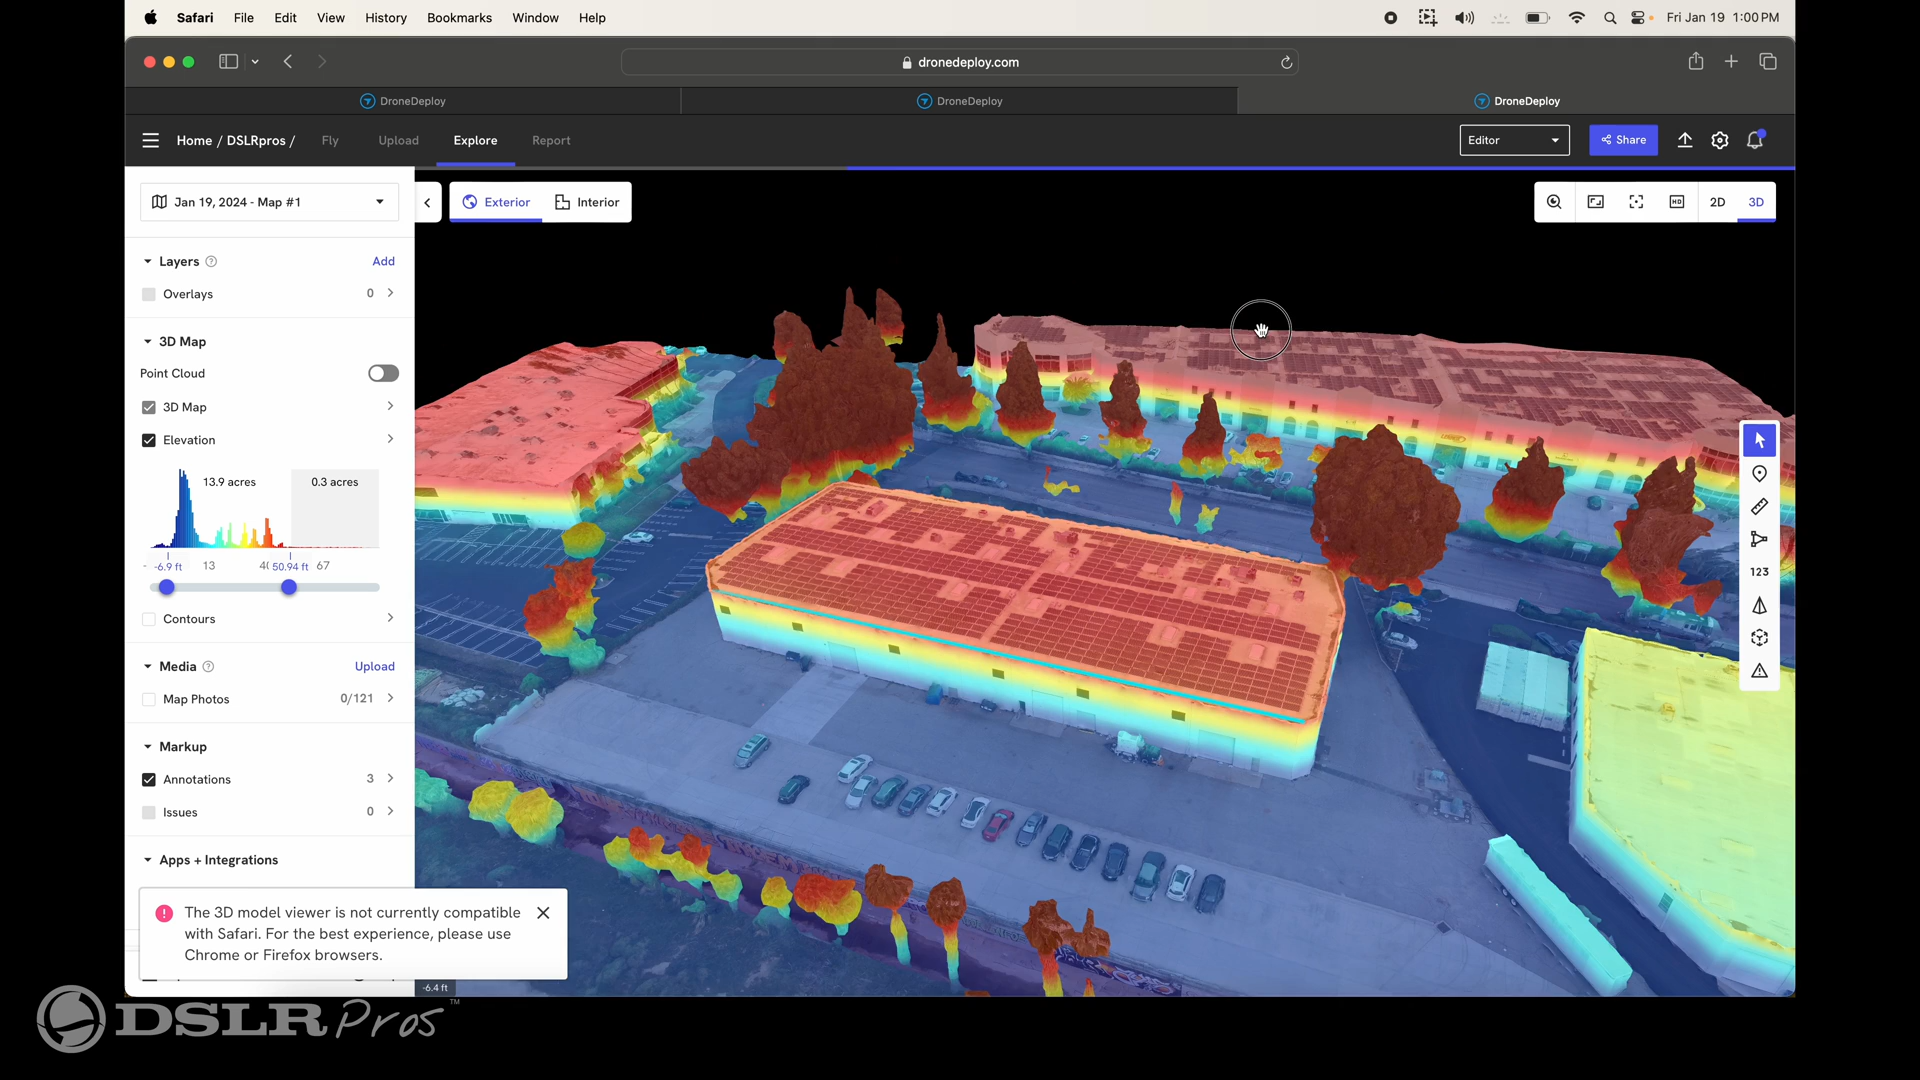 Safari File Edit View History Bookmarks Window Help
Fri Jan 19 1:00 PM
dronedeploy.com
DroneDeploy
DroneDeploy
DroneDeploy
Home / DSLRpros / Fly Upload Explore Report
Editor
Share
Jan 19, 2024 - Map #1
Exterior Interior
HD 2D 3D
Layers Add
Overlays 0
3D Map
Point Cloud
3D Map
Elevation
13.9 acres 0.3 acres
-6.9 ft 13 50.94 ft 67
Contours
Media Upload
Map Photos 0/121
Markup
Annotations 3
Issues 0
Apps + Integrations
The 3D model viewer is not currently compatible
with Safari. For the best experience, please use
Chrome or Firefox browsers.
-6.4 ft
123
DSLRPros™